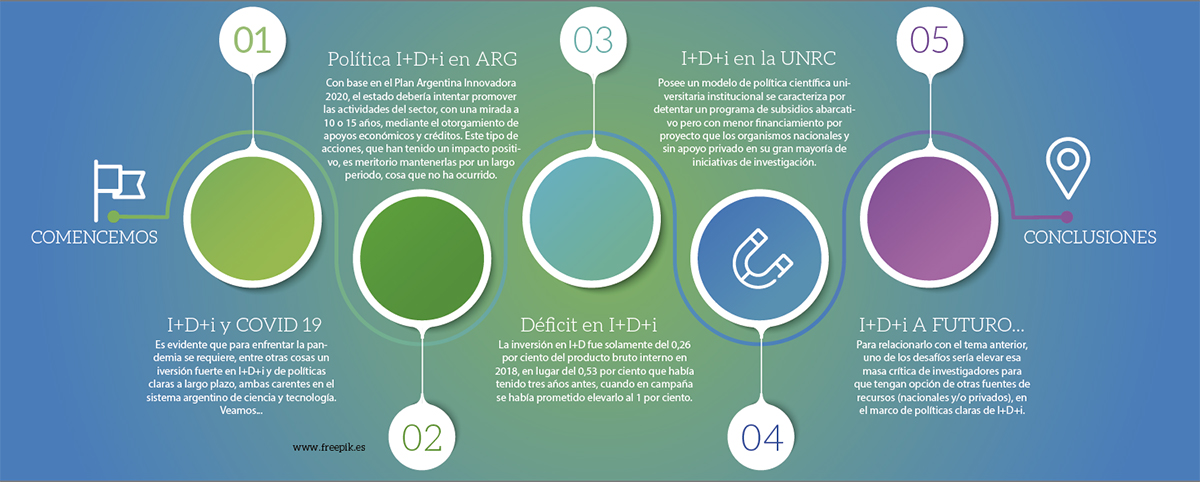 COMENCEMOS
01
I+D+i y COVID 19
Es evidente que para enfrentar la pan-
demia se requiere, entre otras cosas un
iversión fuerte en I+D+i y de políticas
claras a largo plazo, ambas carentes en el
sistema argentino de ciencia y tecnología.
Veamos...
Política I+D+i en ARG
Con base en el Plan Argentina Innovadora
2020, el estado debería intentar promover
las actividades del sector, con una mirada a
10 o 15 años, mediante el otorgamiento de
apoyos económicos y créditos. Este tipo de
acciones, que han tenido un impacto positi-
vo, es meritorio mantenerlas por un largo
periodo, cosa que no ha ocurrido.
02
03
Déficit en I+D+i
La inversión en I+D fue solamente del 0,26
por ciento del producto bruto interno en
2018, en lugar del 0,53 por ciento que había
tenido tres años antes, cuando en campaña
se había prometido elevarlo al 1 por ciento.
I+D+i en la UNRC
Posee un modelo de política científica uni-
versitaria institucional se caracteriza por
detentar un programa de subsidios abarcati-
vo pero con menor financiamiento por
proyecto que los organismos nacionales y
sin apoyo privado en su gran mayoría de
iniciativas de investigación.
04
05
I+D+i A FUTURO...
Para relacionarlo con el tema anterior,
uno de los desafíos sería elevar esa
masa crítica de investigadores para
que tengan opción de otras fuentes de
recursos (nacionales y/o privados), en
el marco de políticas claras de I+D+i.
CONCLUSIONES
www.freepik.es